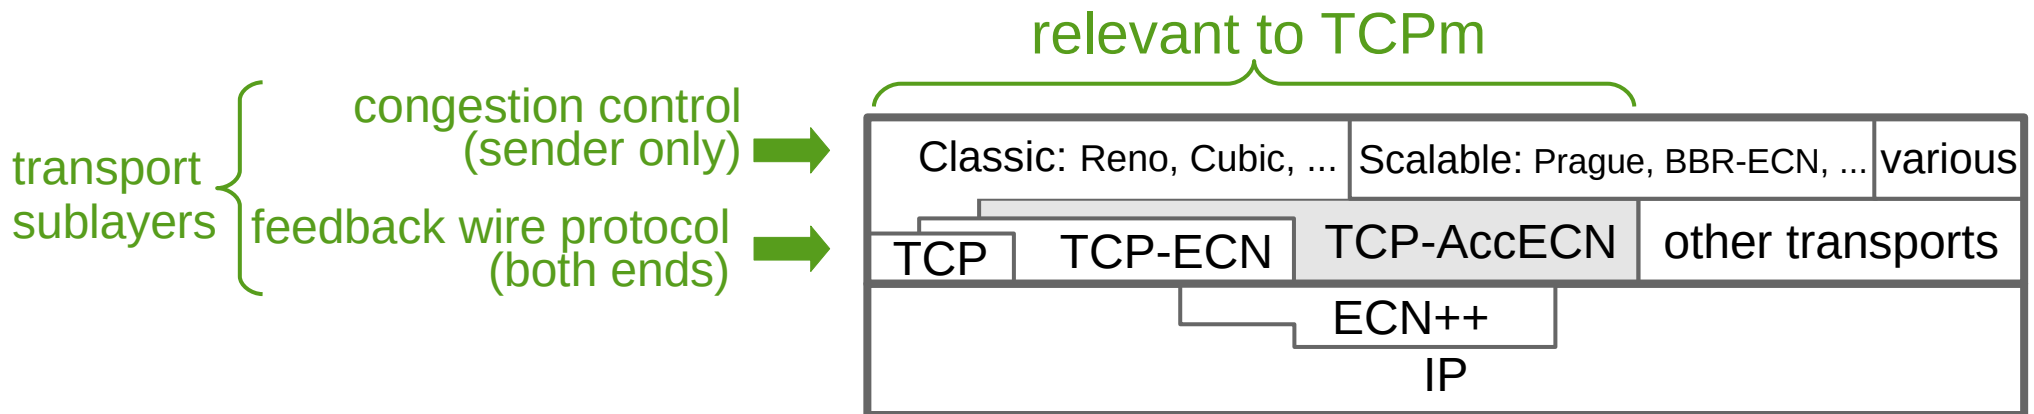 relevant to TCPm
congestion control
(sender only)
transport
sublayers
feedback wire protocol
(both ends)
Classic: Reno, Cubic, ...
Scalable: Prague, BBR-ECN, ...
various
TCP
TCP-ECN
TCP-AccECN
other transports
ECN++
IP